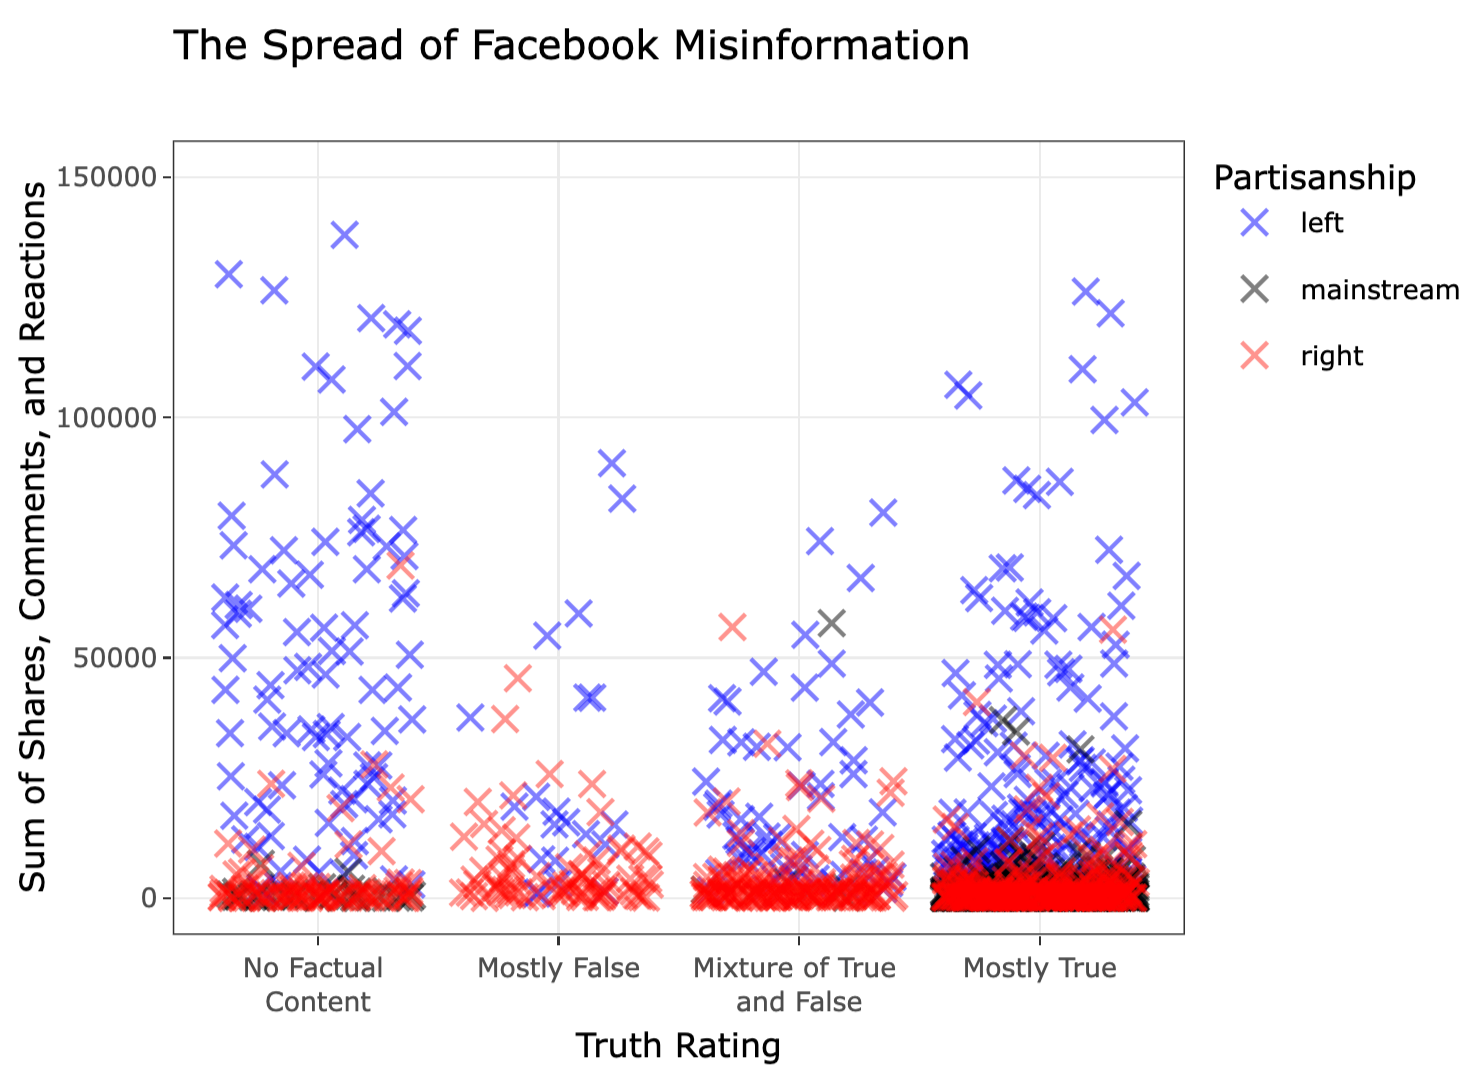 The Spread of Facebook Misinformation
Sum of Shares, Comments, and Reactions
150000
100000
50000
0
No Factual
Content
Mostly False
Mixture of True
and False
Mostly True
Truth Rating
Partisanship
left
mainstream
right